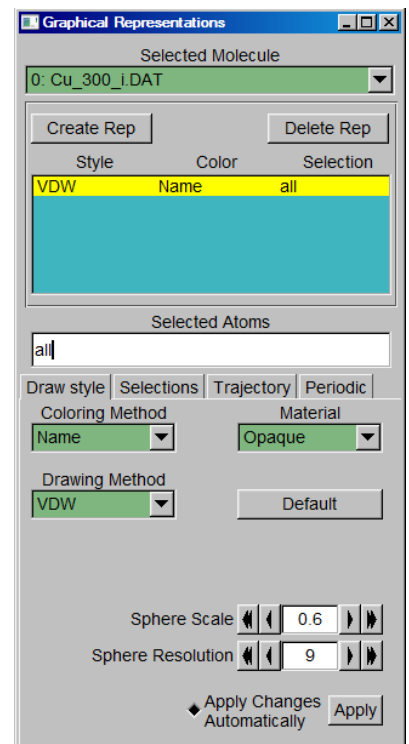 Graphical Representations
Selected Molecule
0: Cu_300_i.DAT
Create Rep Delete Rep
Style Color Selection
VDW Name all
Selected Atoms
all
Draw style Selections Trajectory Periodic
Coloring Method Material
Name Opaque
Drawing Method
VDW Default
Sphere Scale 0.6
Sphere Resolution 9
Apply Changes
Automatically Apply